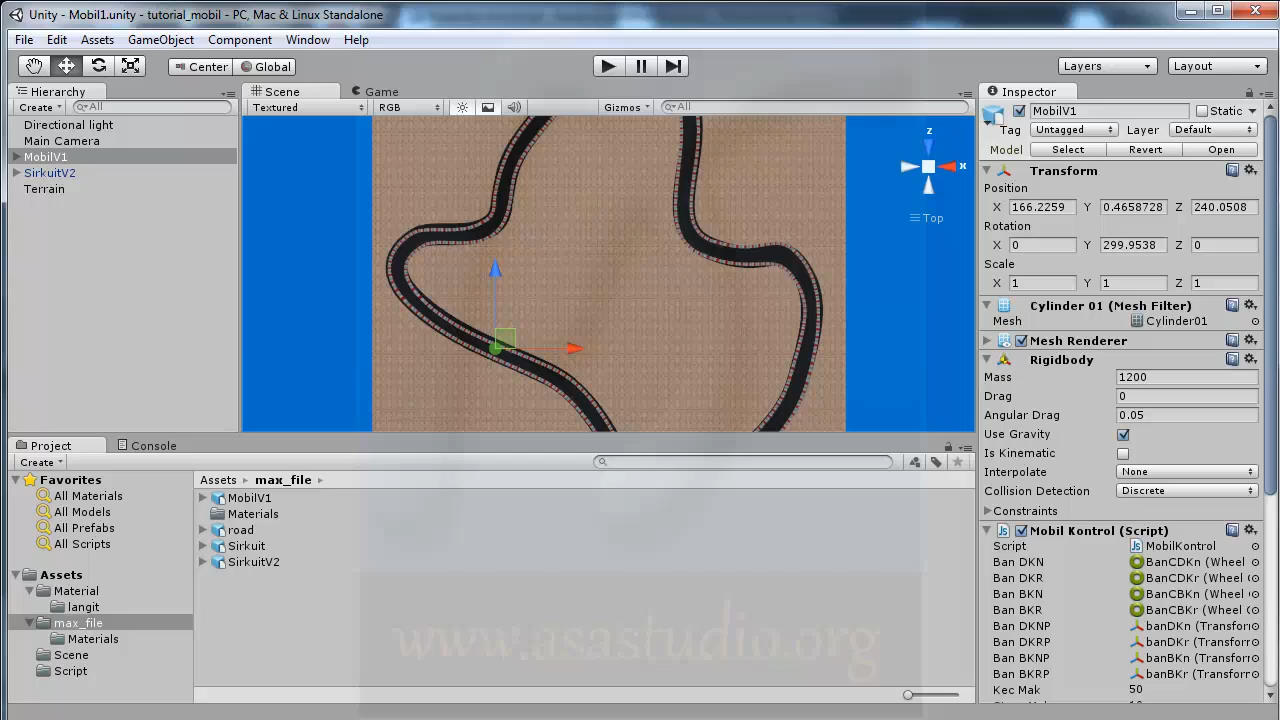 Unity - Mobil1.unity - tutorial_mobil - PC, Mac & Linux Standalone
File Edit Assets GameObject Component Window Help
Center Global Layers Layout
Hierarchy
Create All
Directional light
Main Camera
MobilV1
SirkuitV2
Terrain
Scene Game
Textured RGB Gizmos All
z
x
Top
Inspector
MobilV1 Static
Tag Untagged Layer Default
Model Select Revert Open
Transform
Position
X 166.2259 Y 0.4658728 Z 240.0508
Rotation
X 0 Y 299.9538 Z 0
Scale
X 1 Y 1 Z 1
Cylinder 01 (Mesh Filter)
Mesh Cylinder01
Mesh Renderer
Rigidbody
Mass 1200
Drag 0
Angular Drag 0.05
Use Gravity
Is Kinematic
Interpolate None
Collision Detection Discrete
Constraints
Mobil Kontrol (Script)
Script MobilKontrol
Ban DKN BanCDKn (Wheel
Ban DKR BanCDKr (Wheel
Ban BKN BanCBKn (Wheel
Ban BKR BanCBKr (Wheel
Ban DKNP banDKn (Transform
Ban DKRP banDKr (Transform
Ban BKNP banBKn (Transform
Ban BKRP banBKr (Transform
Kec Mak 50
Project Console
Create
Favorites
All Materials
All Models
All Prefabs
All Scripts
Assets
Material
langit
max_file
Materials
Scene
Script
Assets max_file
MobilV1
Materials
road
Sirkuit
SirkuitV2
www.asastudio.org